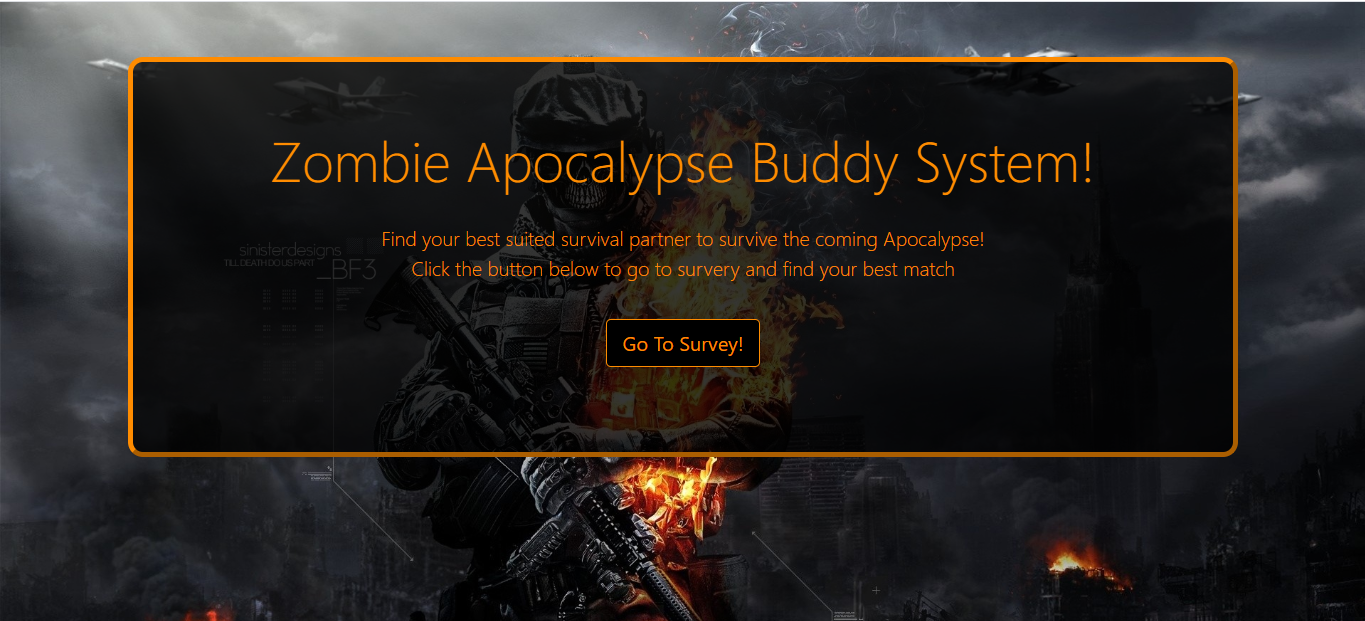 Zombie Apocalypse Buddy System!
Find your best suited survival partner to survive the coming Apocalypse!
Click the button below to go to survery and find your best match
sinisterdesigns
TILL DEATH DO US PART _BF3
Go To Survey!